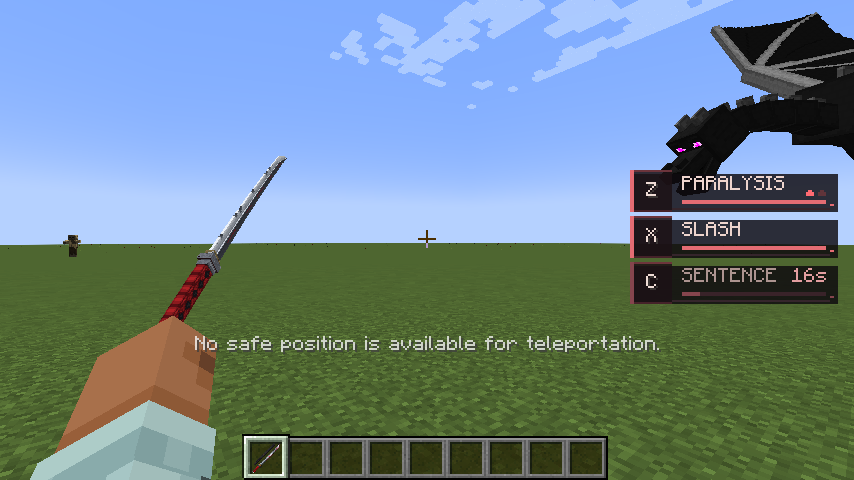 Z PARALYSIS
X SLASH
C SENTENCE 16s
No safe position is available for teleportation.